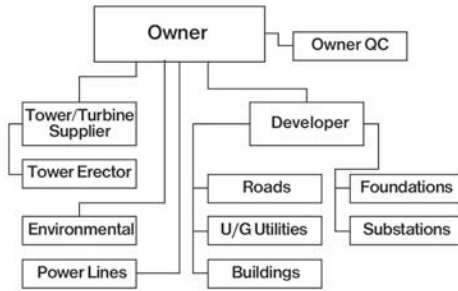 Owner
Owner QC
Tower/Turbine
Supplier
Developer
Tower Erector
Roads
Foundations
Environmental
U/G Utilities
Substations
Power Lines
Buildings